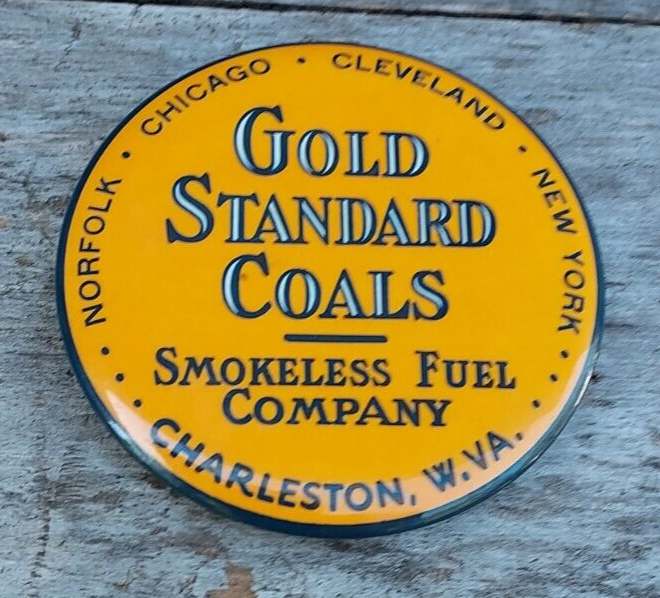 NORFOLK • CHICAGO • CLEVELAND • NEW YORK
GOLD
STANDARD
COALS
SMOKELESS FUEL
COMPANY
CHARLESTON, W.VA.